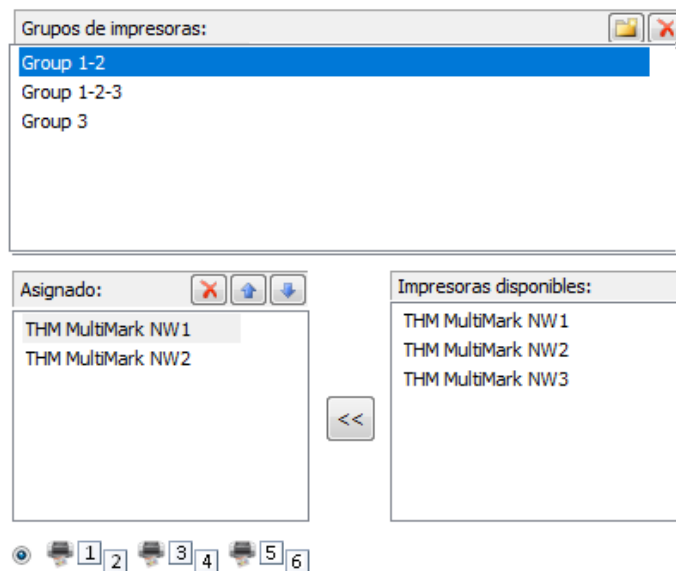 Grupos de impresoras:
Group 1-2
Group 1-2-3
Group 3
Asignado:
THM MultiMark NW1
THM MultiMark NW2
<<
Impresoras disponibles:
THM MultiMark NW1
THM MultiMark NW2
THM MultiMark NW3
1 2 3 4 5 6